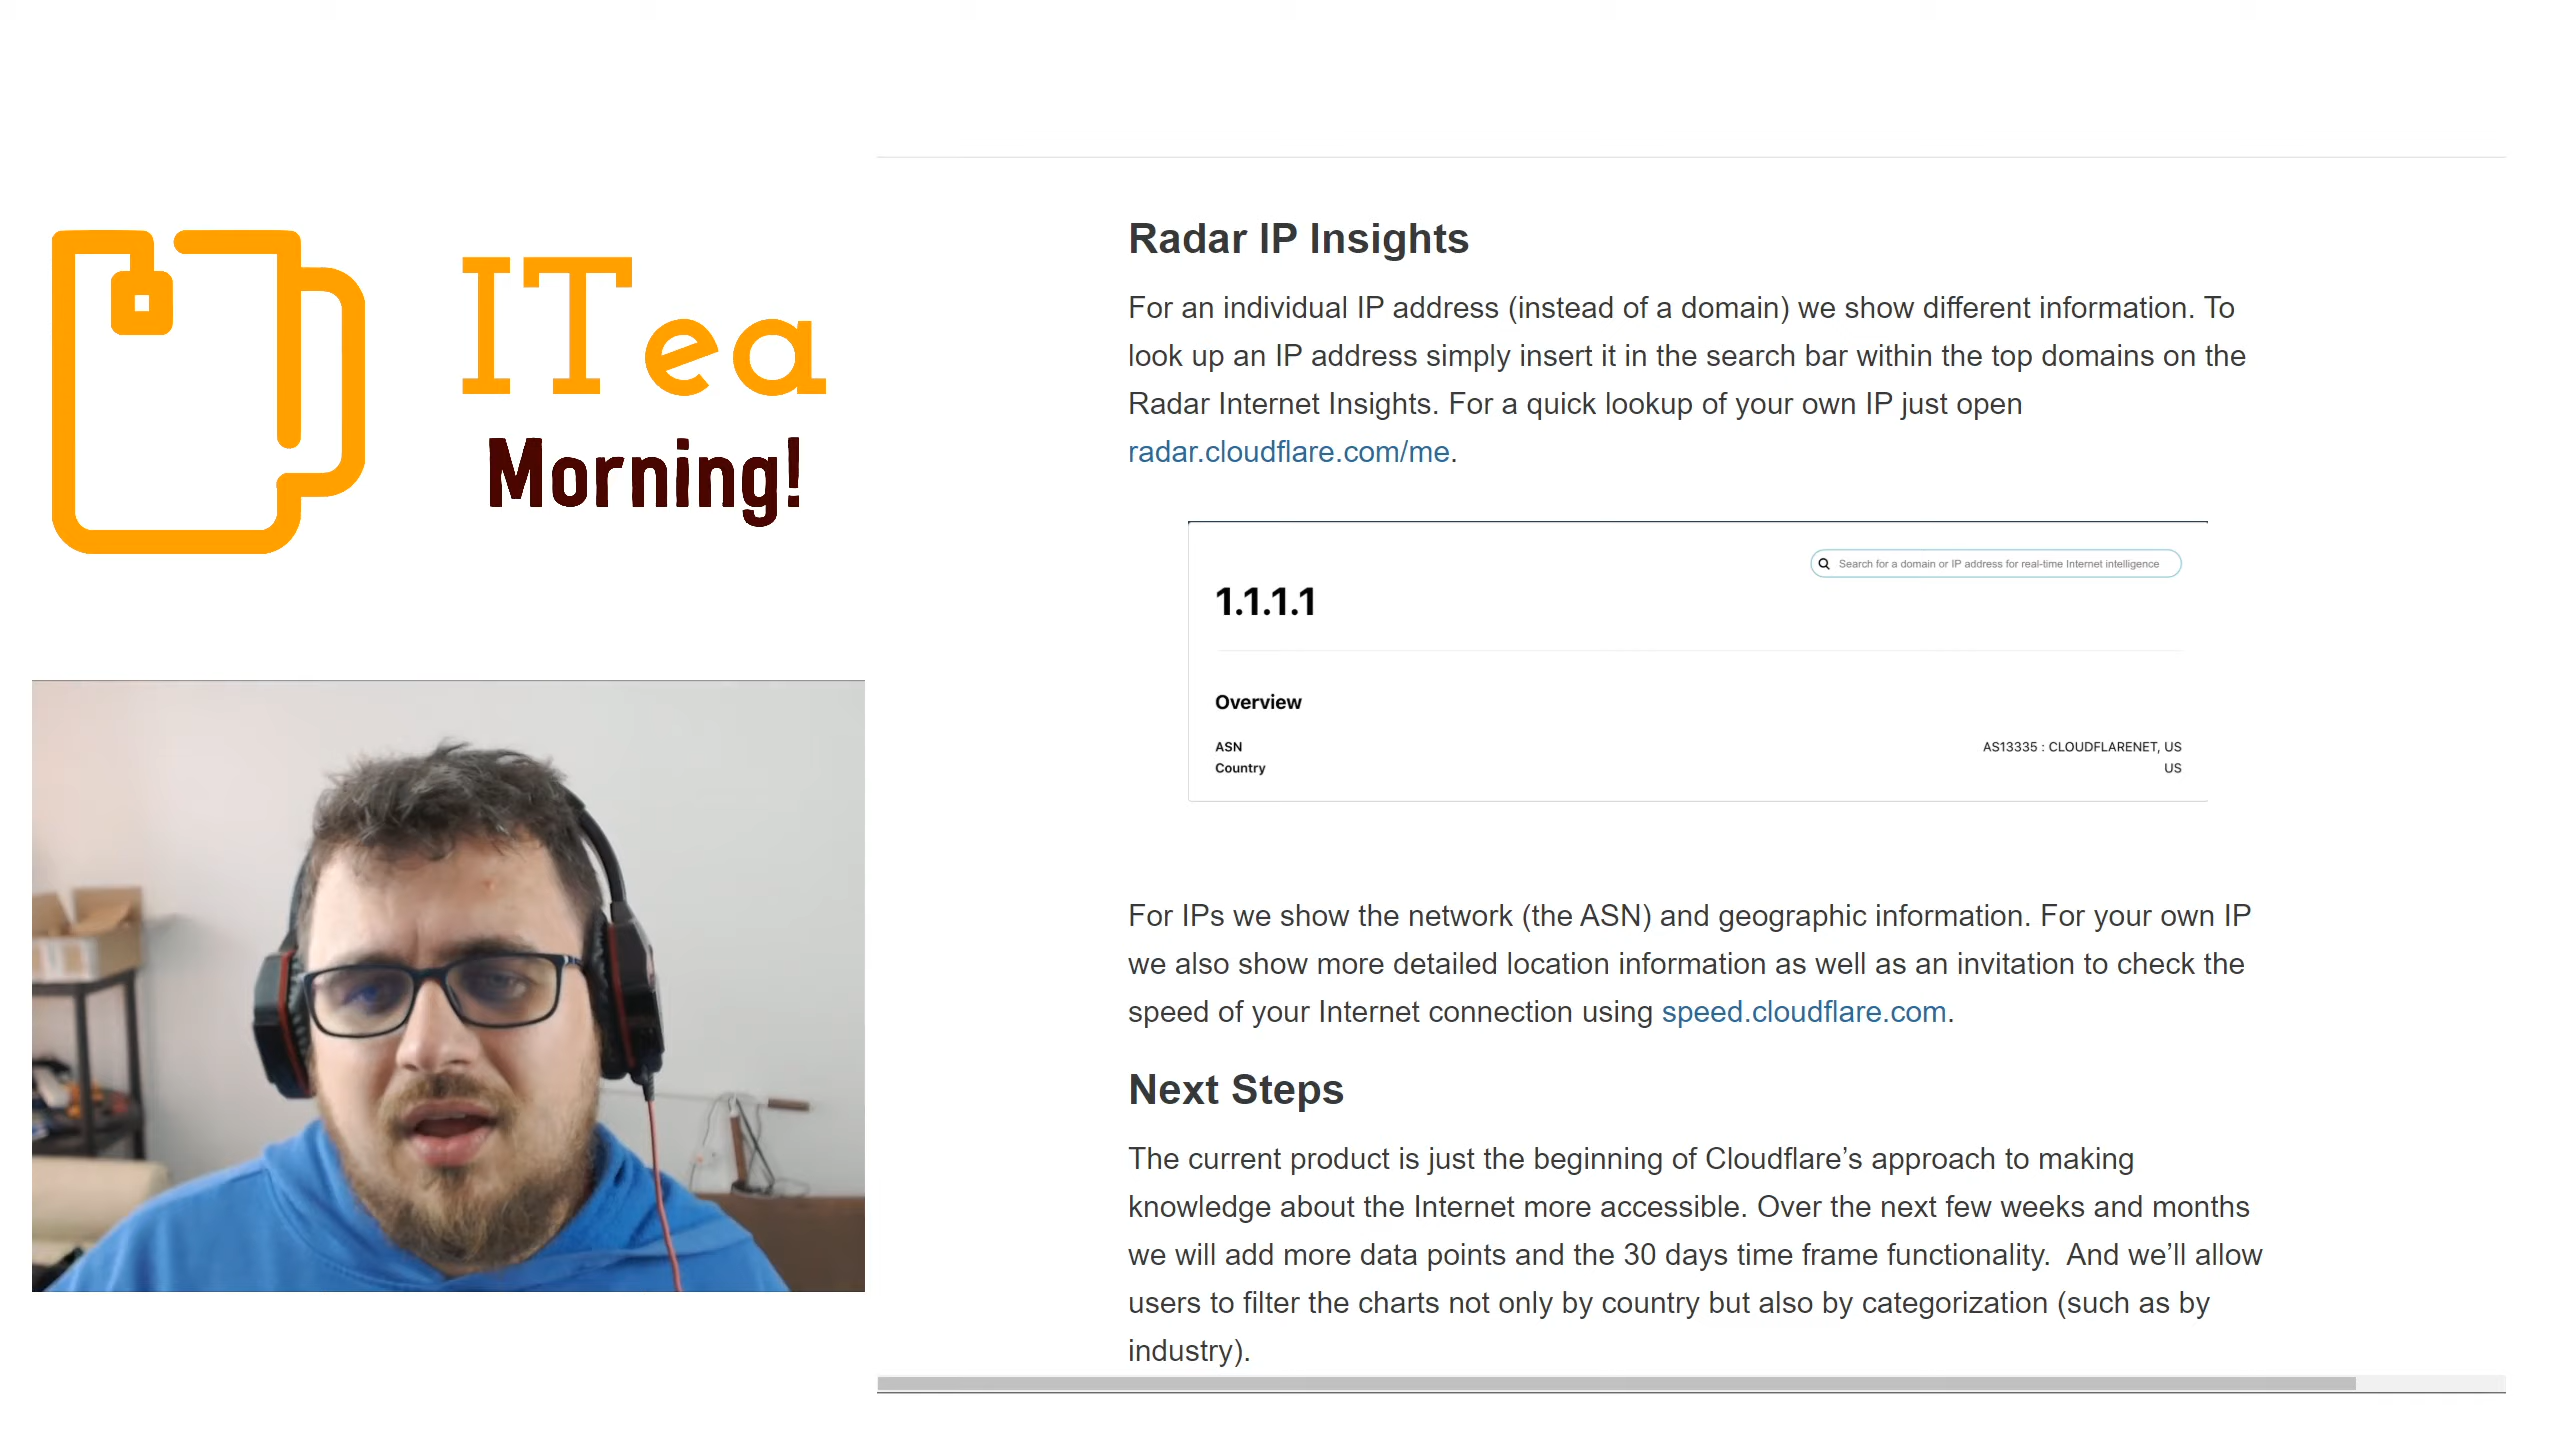 ITea
Morning!
Radar IP Insights
For an individual IP address (instead of a domain) we show different information. To
look up an IP address simply insert it in the search bar within the top domains on the
Radar Internet Insights. For a quick lookup of your own IP just open
radar.cloudflare.com/me.
Search for a domain or IP address for real-time Internet intelligence
1.1.1.1
Overview
ASN AS13335 : CLOUDFLARENET, US
Country US
For IPs we show the network (the ASN) and geographic information. For your own IP
we also show more detailed location information as well as an invitation to check the
speed of your Internet connection using speed.cloudflare.com.
Next Steps
The current product is just the beginning of Cloudflare’s approach to making
knowledge about the Internet more accessible. Over the next few weeks and months
we will add more data points and the 30 days time frame functionality.  And we’ll allow
users to filter the charts not only by country but also by categorization (such as by
industry).